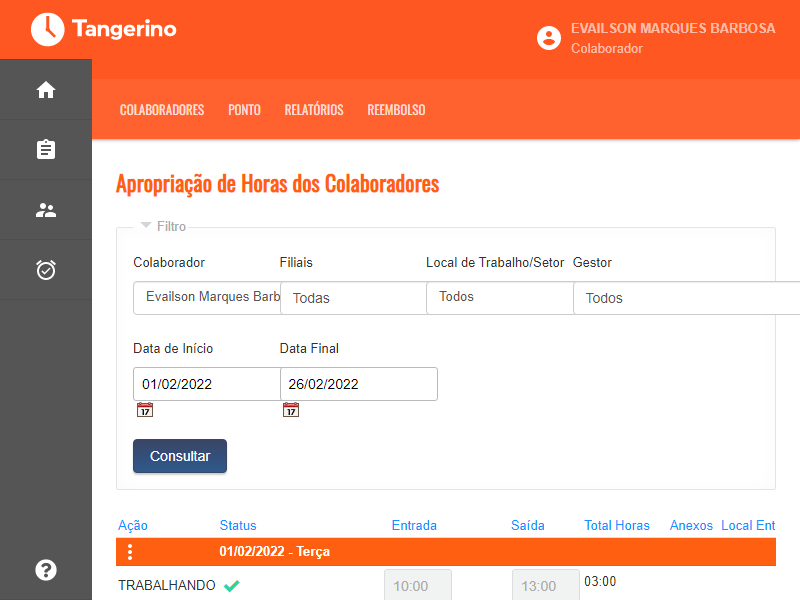 Tangerino
EVAILSON MARQUES BARBOSA
Colaborador
COLABORADORES PONTO RELATÓRIOS REEMBOLSO
Apropriação de Horas dos Colaboradores
Filtro
Colaborador Filiais Local de Trabalho/Setor Gestor
Evailson Marques Barb Todas Todos Todos
Data de Início Data Final
01/02/2022 26/02/2022
17 17
Consultar
Ação Status Entrada Saída Total Horas Anexos Local Ent
01/02/2022 - Terça
TRABALHANDO 10:00 13:00 03:00